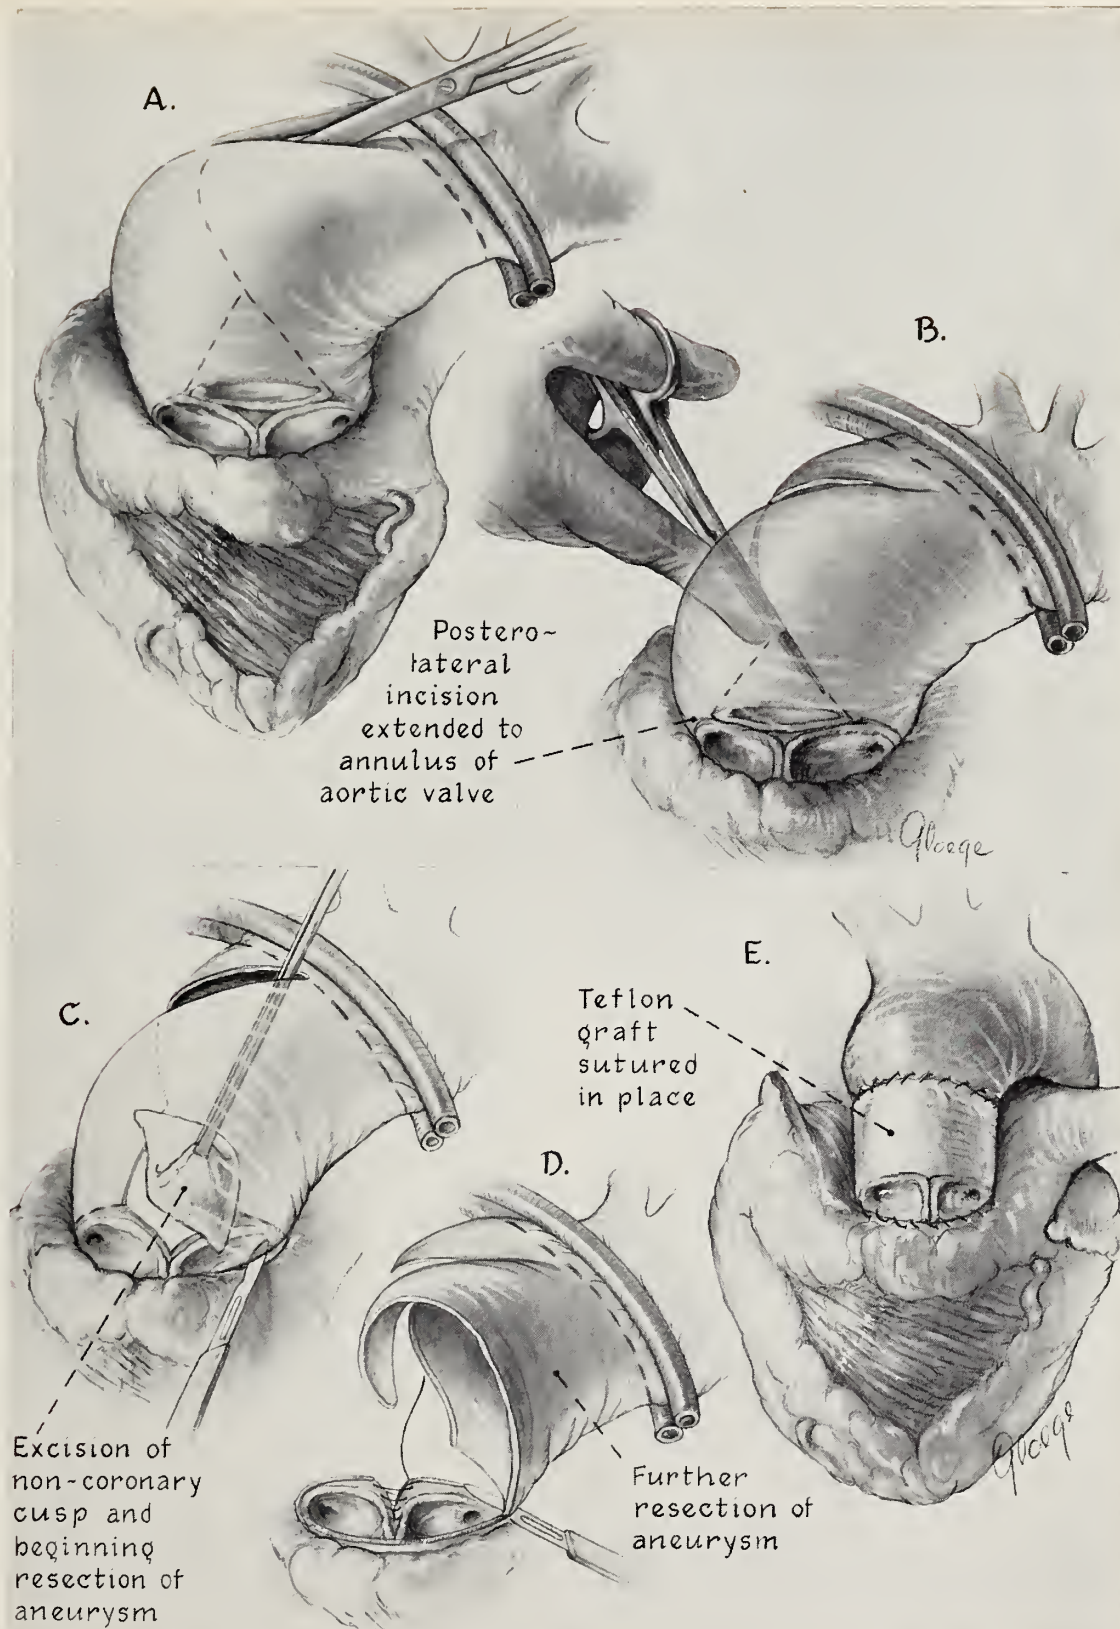 A.
B.
Postero~
lateral
incision
extended to
annulus of
aortic valve
Gloege
C.
Excision of
non-coronary
cusp and
beginning
resection of
aneurysm
D.
Further
resection of
aneurysm
E.
Teflon
graft
sutured
in place
Gloege